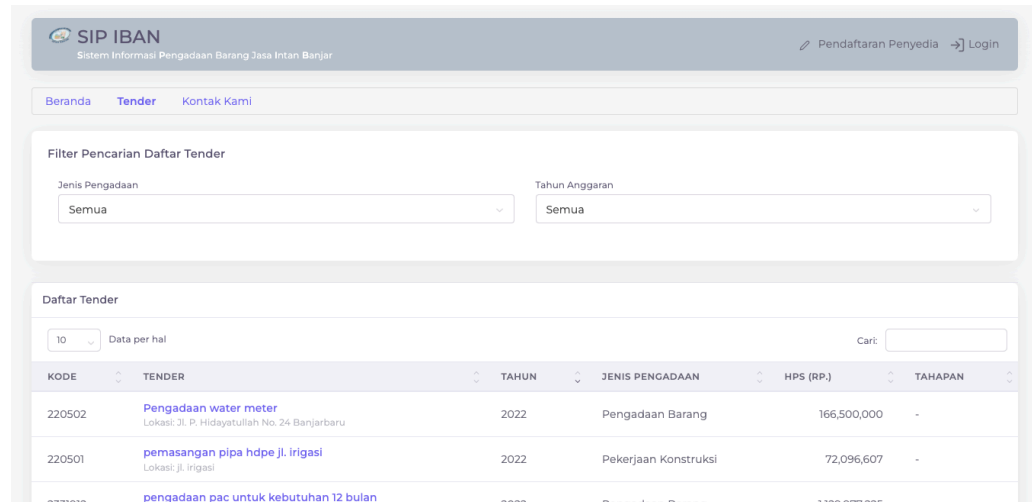 SIP IBAN
Sistem Informasi Pengadaan Barang Jasa Intan Banjar
Pendaftaran Penyedia Login
Beranda Tender Kontak Kami
Filter Pencarian Daftar Tender
Jenis Pengadaan Tahun Anggaran
Semua Semua
Daftar Tender
10 Data per hal Cari:
KODE TENDER TAHUN JENIS PENGADAAN HPS (RP.) TAHAPAN
220502 Pengadaan water meter 2022 Pengadaan Barang 166,500,000 -
Lokasi: Jl. P. Hidayatullah No. 24 Banjarbaru
220501 pemasangan pipa hdpe jl. irigasi 2022 Pekerjaan Konstruksi 72,096,607 -
Lokasi: jl. irigasi
pengadaan pac untuk kebutuhan 12 bulan